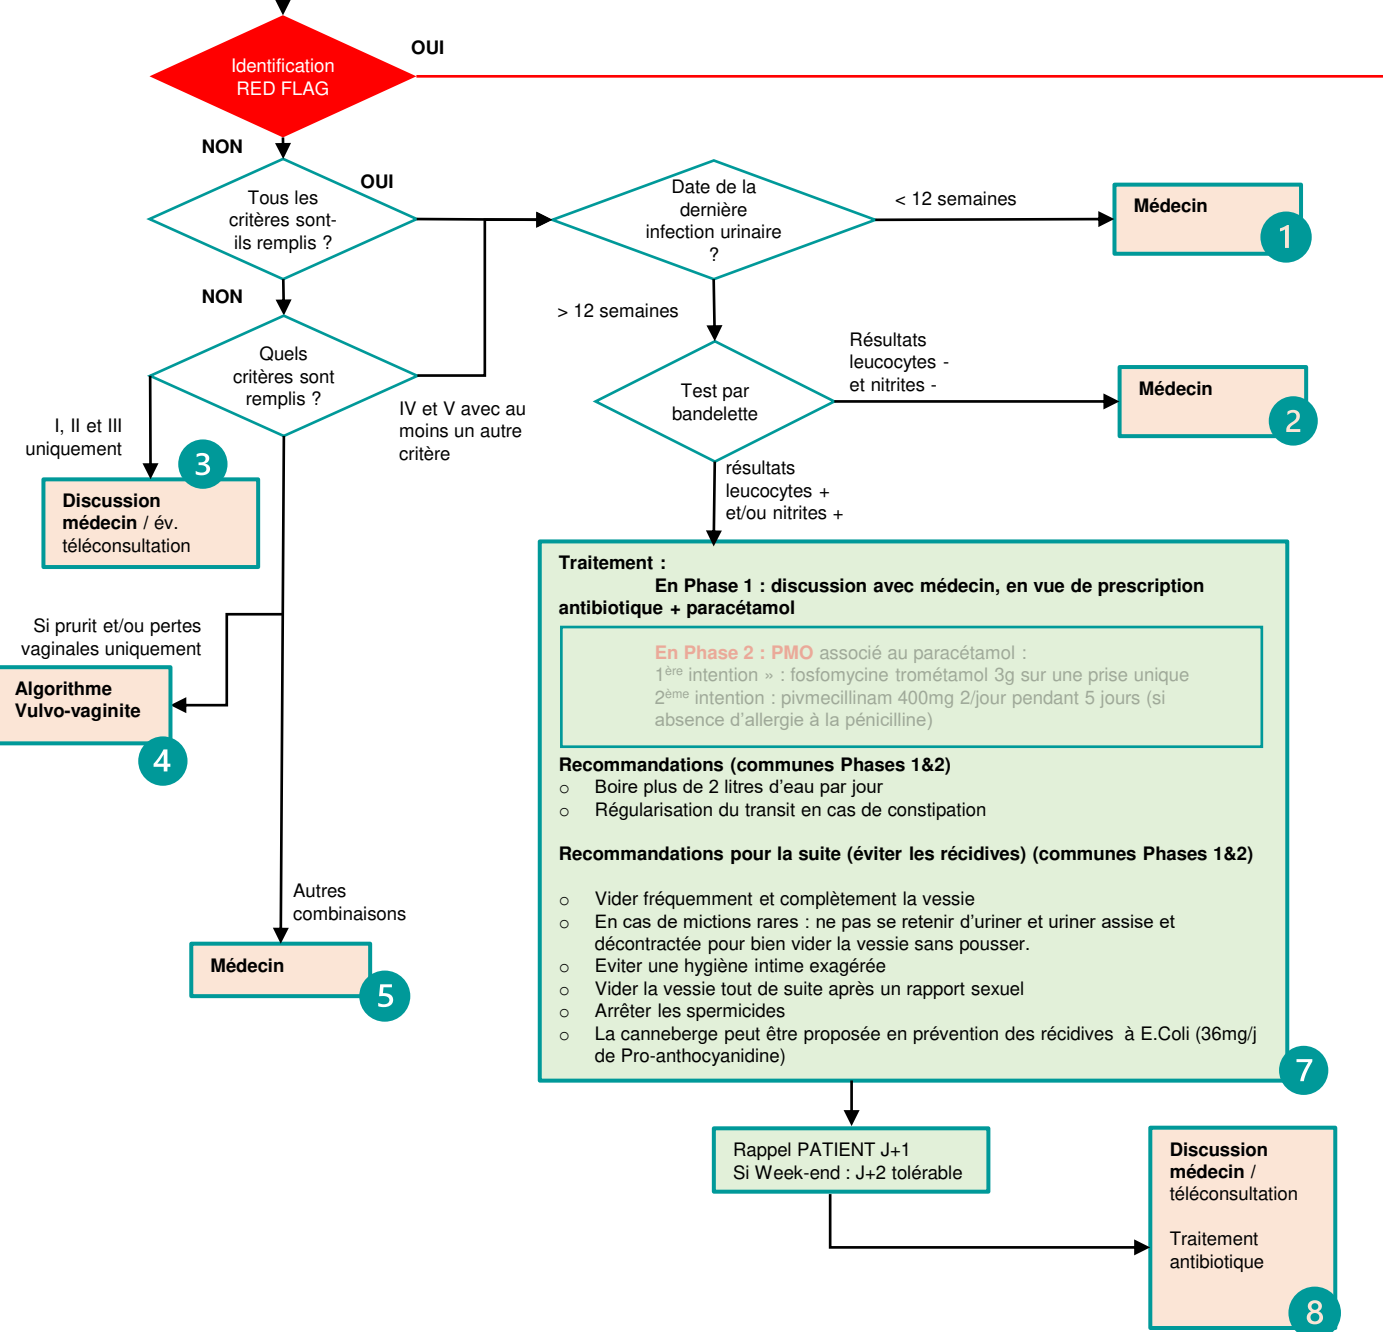 OUI
Identification
RED FLAG
NON
Tous les
critères sont-
ils remplis ?
OUI
Date de la
dernière
infection urinaire
?
< 12 semaines
Médecin
1
NON
> 12 semaines
Quels
critères sont
remplis ?
Résultats
leucocytes -
et nitrites -
Test par
bandelette
Médecin
2
I, II et III
uniquement
IV et V avec au
moins un autre
critère
3
Discussion
médecin / év.
téléconsultation
résultats
leucocytes +
et/ou nitrites +
Traitement :
En Phase 1 : discussion avec médecin, en vue de prescription
antibiotique + paracétamol
En Phase 2 : PMO associé au paracétamol :
1ère intention » : fosfomycine trométamol 3g sur une prise unique
2ème intention : pivmecillinam 400mg 2/jour pendant 5 jours (si
absence d'allergie à la pénicilline)
Si prurit et/ou pertes
vaginales uniquement
Algorithme
Vulvo-vaginite
4
Recommandations (communes Phases 1&2)
o Boire plus de 2 litres d'eau par jour
o Régularisation du transit en cas de constipation
Recommandations pour la suite (éviter les récidives) (communes Phases 1&2)
o Vider fréquemment et complètement la vessie
o En cas de mictions rares : ne pas se retenir d'uriner et uriner assise et
décontractée pour bien vider la vessie sans pousser.
o Eviter une hygiène intime exagérée
o Vider la vessie tout de suite après un rapport sexuel
o Arrêter les spermicides
o La canneberge peut être proposée en prévention des récidives à E.Coli (36mg/j
de Pro-anthocyanidine)
7
Autres
combinaisons
Médecin
5
Rappel PATIENT J+1
Si Week-end : J+2 tolérable
Discussion
médecin /
téléconsultation
Traitement
antibiotique
8